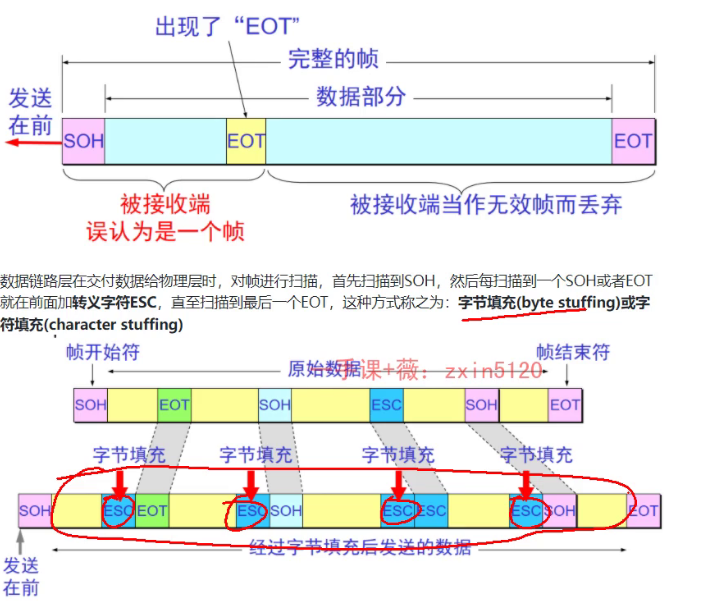 出现了“EOT”
完整的帧
发送
在前
数据部分
SOH
EOT
EOT
被接收端
误认为是一个帧
被接收端当作无效帧而丢弃
数据链路层在交付数据给物理层时，对帧进行扫描，首先扫描到SOH，然后每扫描到一个SOH或者EOT
就在前面加转义字符ESC，直至扫描到最后一个EOT，这种方式称之为：字节填充(byte stuffing)或字
符填充(character stuffing)
帧开始符
原始数据
一手课+薇：zxin5120
帧结束符
SOH
EOT
SOH
ESC
SOH
EOT
字节填充
字节填充
字节填充
字节填充
SOH
ESC
EOT
ESC
SOH
ESC
ESC
ESC
SOH
EOT
发送
在前
经过字节填充后发送的数据